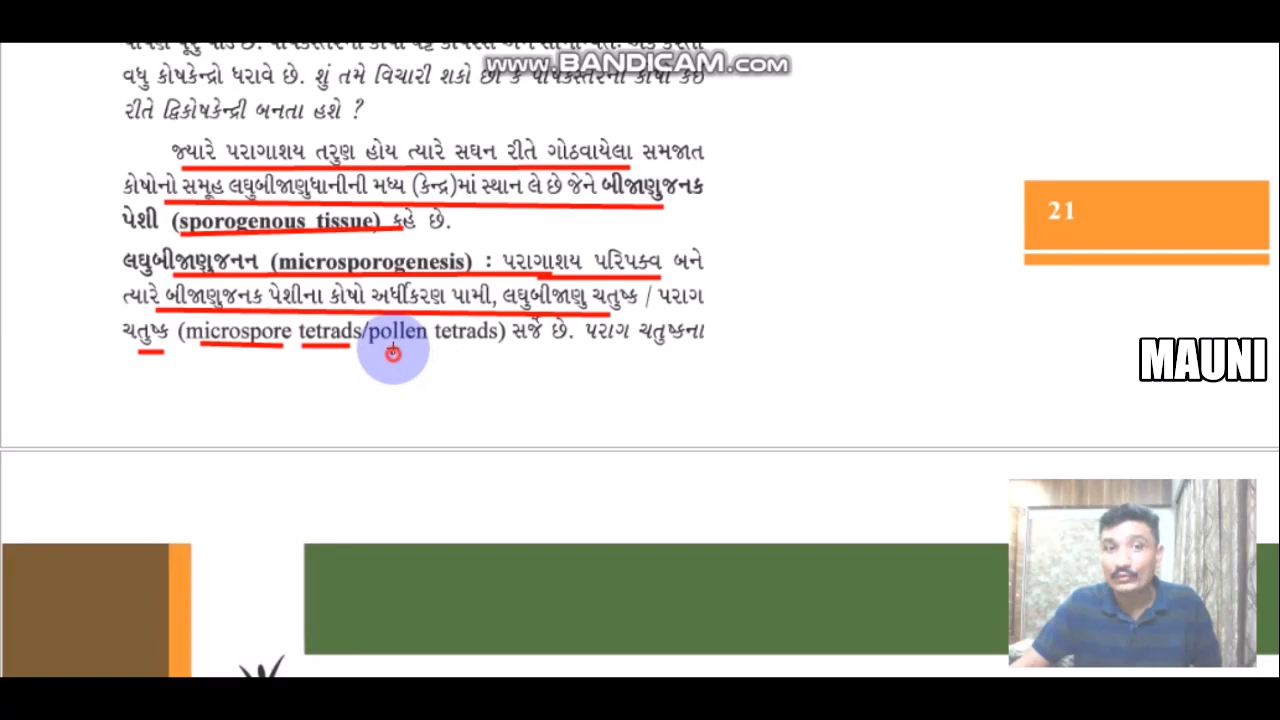 www.BANDICAM.com
વધુ કોષકેન્દ્રો ધરાવે છે. શું તમે વિચારી શકો છો કે પોષકસ્તરના કોષો કઈ
રીતે દ્વિકોષકેન્દ્રી બનતા હશે ?
જ્યારે પરાગાશય તરુણ હોય ત્યારે સઘન રીતે ગોઠવાયેલા સમજાત
કોષોનો સમૂહ લઘુબીજાણુધાનીની મધ્ય (કેન્દ્ર)માં સ્થાન લે છે જેને બીજાણુજનક
પેશી (sporogenous tissue) કહે છે.
લઘુબીજાણુજનન (microsporogenesis) : પરાગાશય પરિપક્વ બને
ત્યારે બીજાણુજનક પેશીના કોષો અર્ધીકરણ પામી, લઘુબીજાણુ ચતુષ્ક / પરાગ
ચતુષ્ક (microspore tetrads/pollen tetrads) સર્જે છે. પરાગ ચતુષ્કના
21
MAUNI